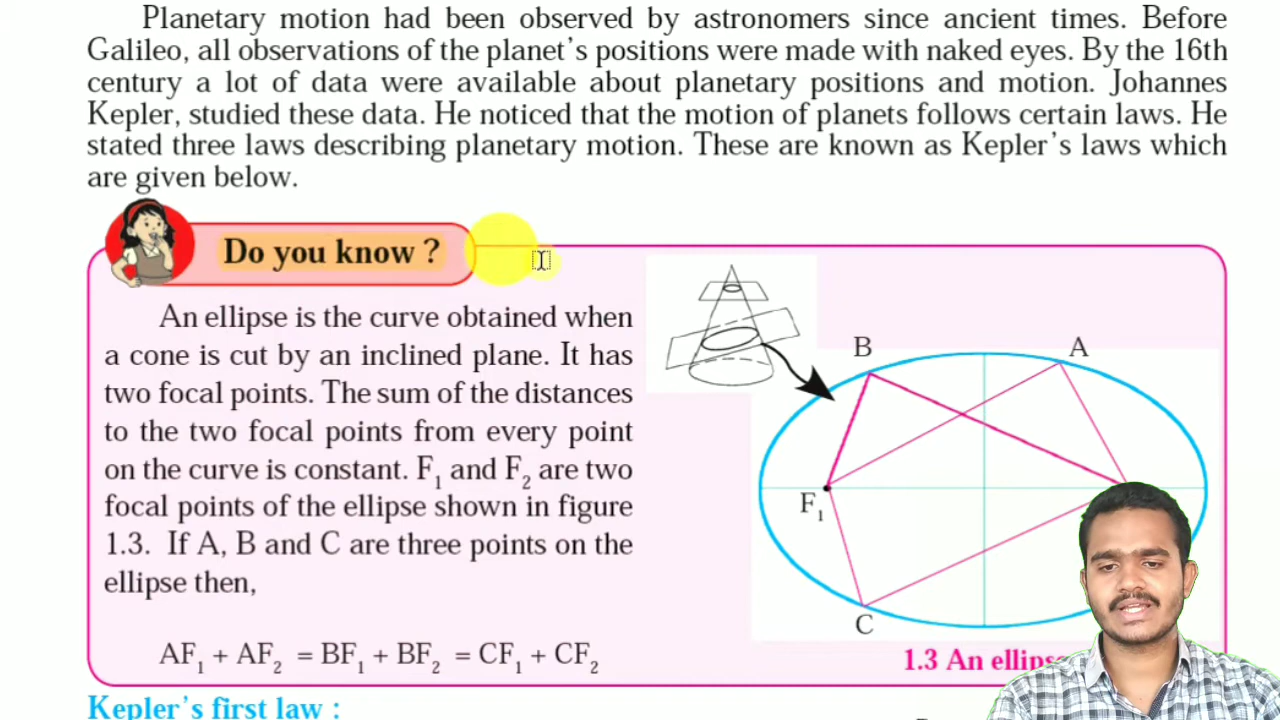 Planetary motion had been observed by astronomers since ancient times. Before
Galileo, all observations of the planet’s positions were made with naked eyes. By the 16th
century a lot of data were available about planetary positions and motion. Johannes
Kepler, studied these data. He noticed that the motion of planets follows certain laws. He
stated three laws describing planetary motion. These are known as Kepler’s laws which
are given below.
Do you know ?
An ellipse is the curve obtained when
a cone is cut by an inclined plane. It has
two focal points. The sum of the distances
to the two focal points from every point
on the curve is constant. F₁ and F₂ are two
focal points of the ellipse shown in figure
1.3. If A, B and C are three points on the
ellipse then,
AF₁ + AF₂ = BF₁ + BF₂ = CF₁ + CF₂
B
A
F₁
C
1.3 An ellipse
Kepler’s first law :